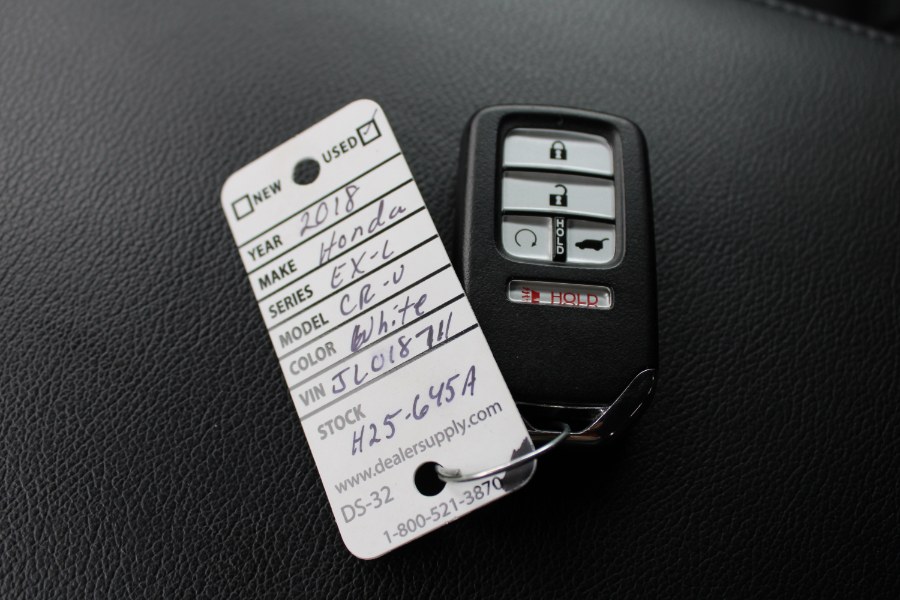 NEW USED
YEAR 2018
MAKE Honda
SERIES EX-L
MODEL CR-V
COLOR White
VIN JL018711
STOCK
H25-645A
www.dealersupply.com
DS-32
1-800-521-3870
HOLD
HOLD